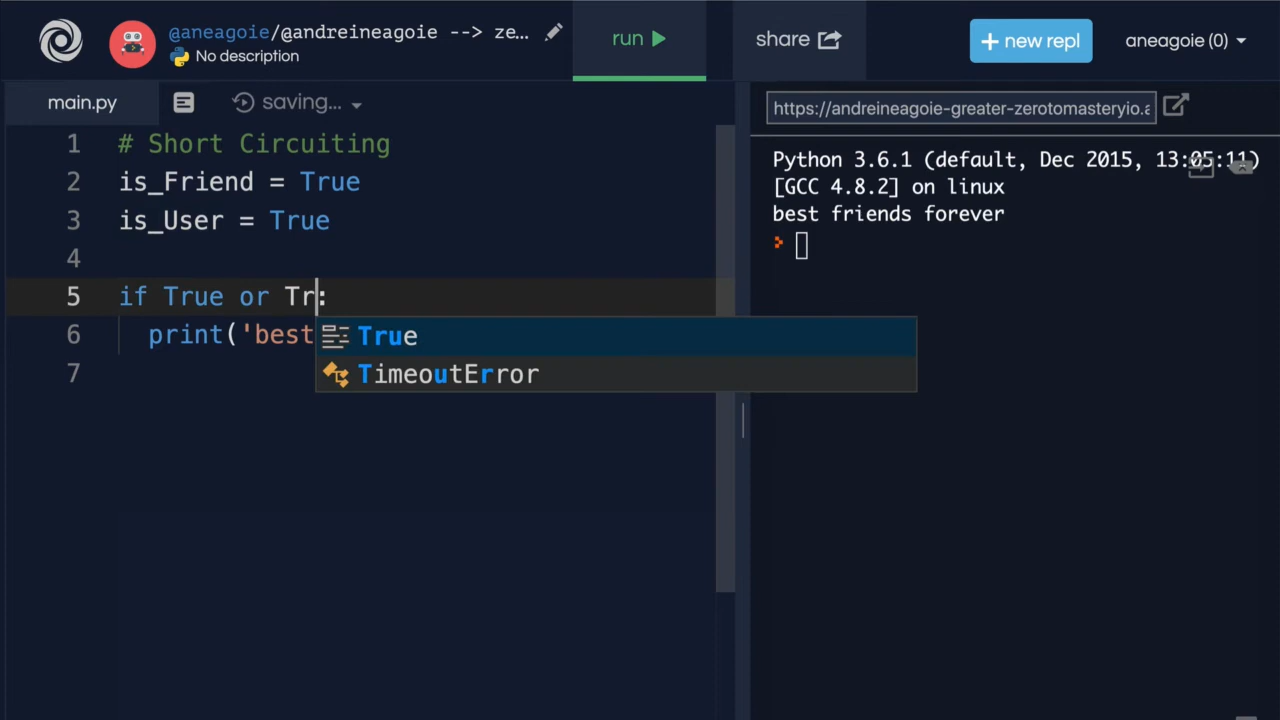 @aneagoie/@andreineagoie --> ze...
No description
run
share
+ new repl
aneagoie (0)
main.py
saving...
https://andreineagoie-greater-zerotomasteryio.a
1 # Short Circuiting
2 is_Friend = True
3 is_User = True
4
5 if True or Tr:
6 print('best
7
True
TimeoutError
Python 3.6.1 (default, Dec 2015, 13:05:11)
[GCC 4.8.2] on linux
best friends forever